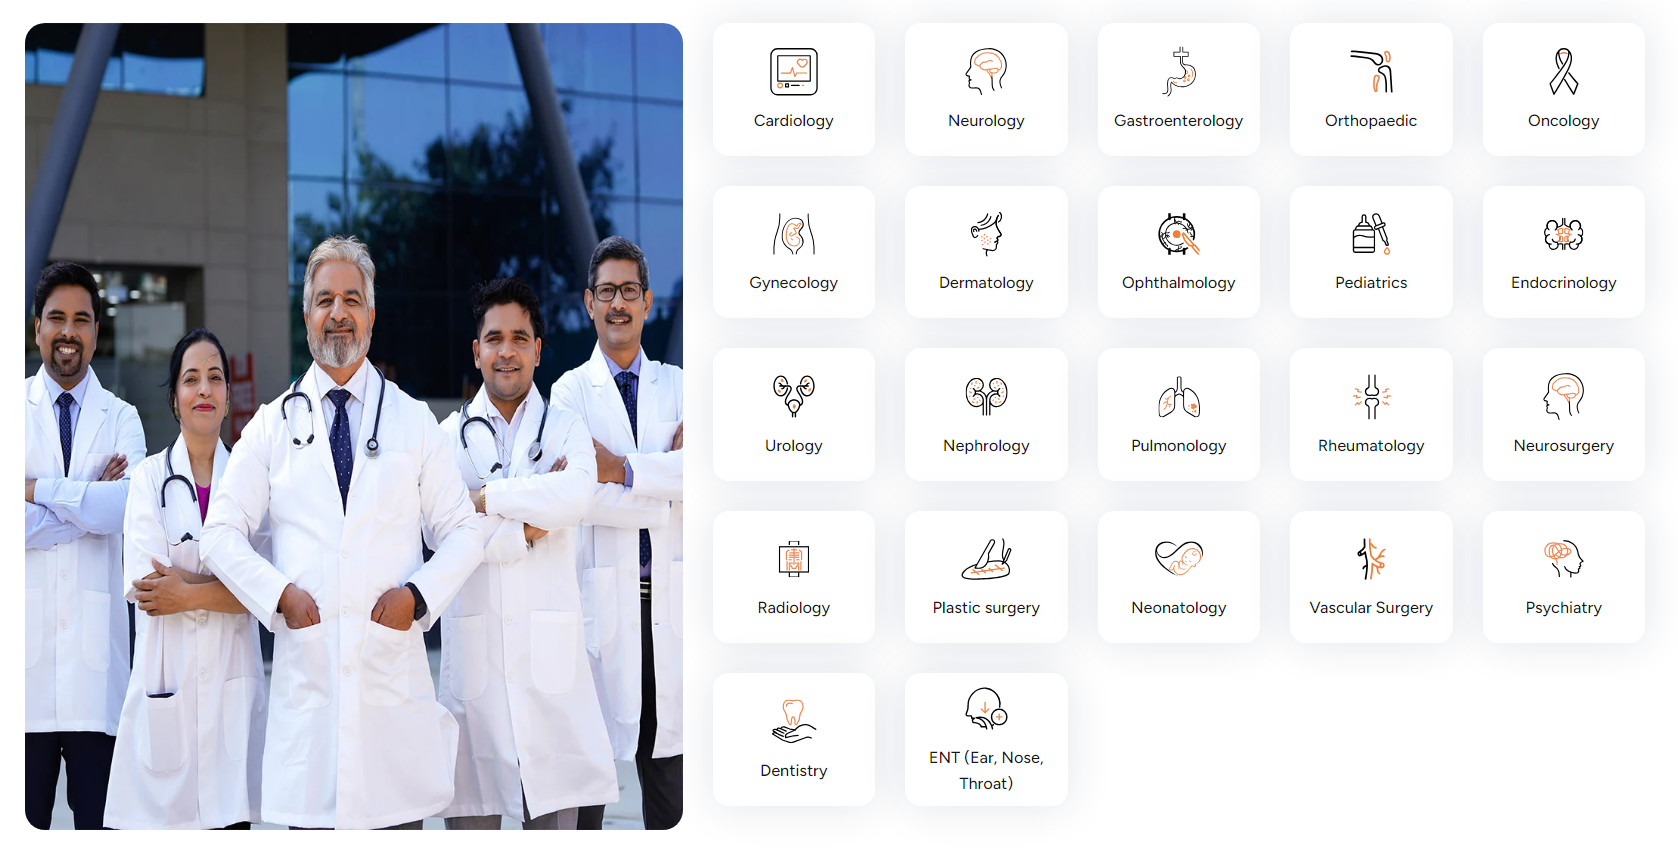 Cardiology
Neurology
Gastroenterology
Orthopaedic
Oncology
Gynecology
Dermatology
Ophthalmology
Pediatrics
Endocrinology
Urology
Nephrology
Pulmonology
Rheumatology
Neurosurgery
Radiology
Plastic surgery
Neonatology
Vascular Surgery
Psychiatry
Dentistry
ENT (Ear, Nose,
Throat)